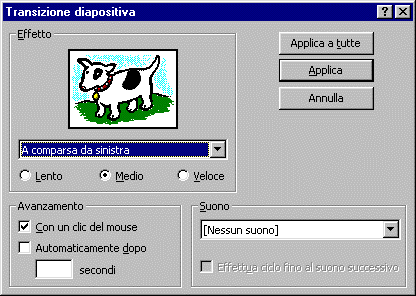 Transizione diapositiva
Effetto
Applica a tutte
Applica
Annulla
A comparsa da sinistra
Lento Medio Veloce
Avanzamento
Con un clic del mouse
Automaticamente dopo
secondi
Suono
[Nessun suono]
Effettua ciclo fino al suono successivo